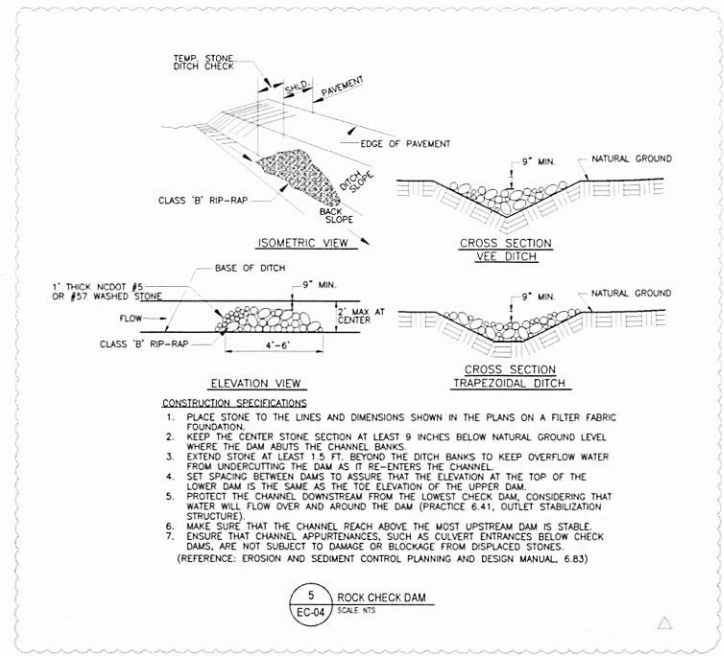 TEMP. STONE
DITCH CHECK
SHLD.
PAVEMENT
EDGE OF PAVEMENT
DITCH
SLOPE
CLASS 'B' RIP-RAP
BACK
SLOPE
ISOMETRIC VIEW
9" MIN.
NATURAL GROUND
CROSS SECTION
VEE DITCH
BASE OF DITCH
1' THICK NCDOT #5
OR #57 WASHED STONE
9" MIN.
FLOW
2' MAX AT
CENTER
CLASS 'B' RIP-RAP
4'-6'
ELEVATION VIEW
9" MIN.
NATURAL GROUND
CROSS SECTION
TRAPEZOIDAL DITCH
CONSTRUCTION SPECIFICATIONS
1. PLACE STONE TO THE LINES AND DIMENSIONS SHOWN IN THE PLANS ON A FILTER FABRIC
FOUNDATION.
2. KEEP THE CENTER STONE SECTION AT LEAST 9 INCHES BELOW NATURAL GROUND LEVEL
WHERE THE DAM ABUTS THE CHANNEL BANKS.
3. EXTEND STONE AT LEAST 1.5 FT. BEYOND THE DITCH BANKS TO KEEP OVERFLOW WATER
FROM UNDERCUTTING THE DAM AS IT RE-ENTERS THE CHANNEL.
4. SET SPACING BETWEEN DAMS TO ASSURE THAT THE ELEVATION AT THE TOP OF THE
LOWER DAM IS THE SAME AS THE TOE ELEVATION OF THE UPPER DAM.
5. PROTECT THE CHANNEL DOWNSTREAM FROM THE LOWEST CHECK DAM, CONSIDERING THAT
WATER WILL FLOW OVER AND AROUND THE DAM (PRACTICE 6.41, OUTLET STABILIZATION
STRUCTURE).
6. MAKE SURE THAT THE CHANNEL REACH ABOVE THE MOST UPSTREAM DAM IS STABLE.
7. ENSURE THAT CHANNEL APPURTENANCES, SUCH AS CULVERT ENTRANCES BELOW CHECK
DAMS, ARE NOT SUBJECT TO DAMAGE OR BLOCKAGE FROM DISPLACED STONES.
(REFERENCE: EROSION AND SEDIMENT CONTROL PLANNING AND DESIGN MANUAL, 6.83)
5
EC-04
ROCK CHECK DAM
SCALE NTS